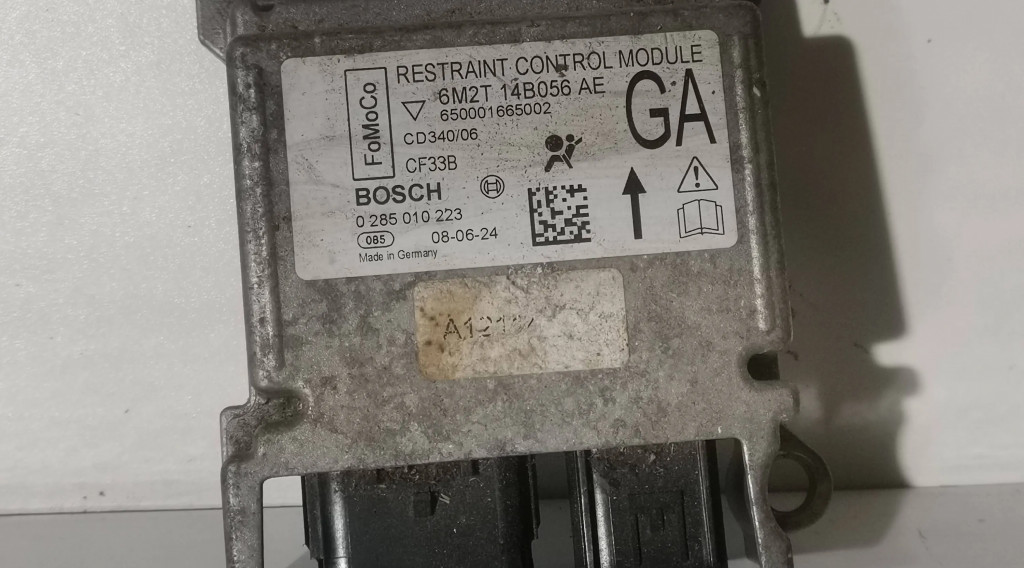 RESTRAINT CONTROL MODULE
FoMoCo
6M2T 14B056 AE
650001665002
GA
CD340/06
CF33B
BOSCH
0 285 010 223
085
08-06-24
Made in Germany